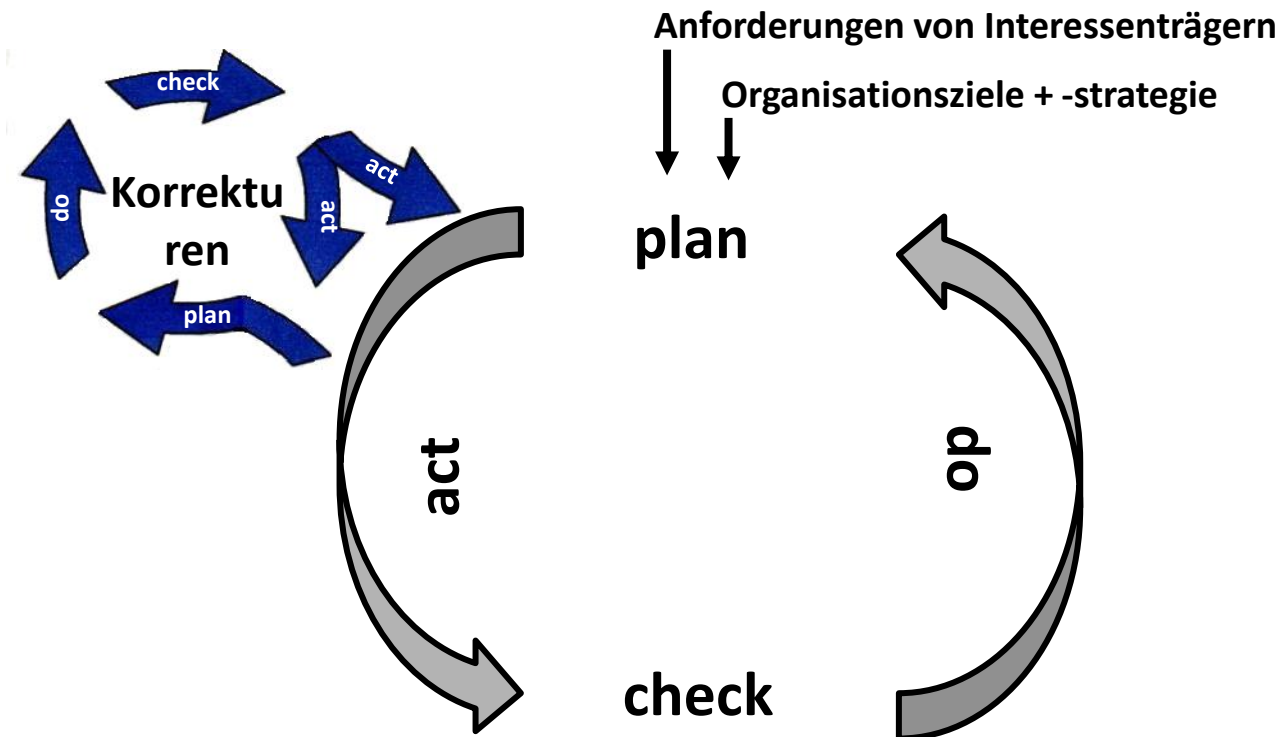 Anforderungen von Interessenträgern
Organisationsziele + -strategie
check
act
act
do
Korrektu
ren
plan
plan
act
do
check